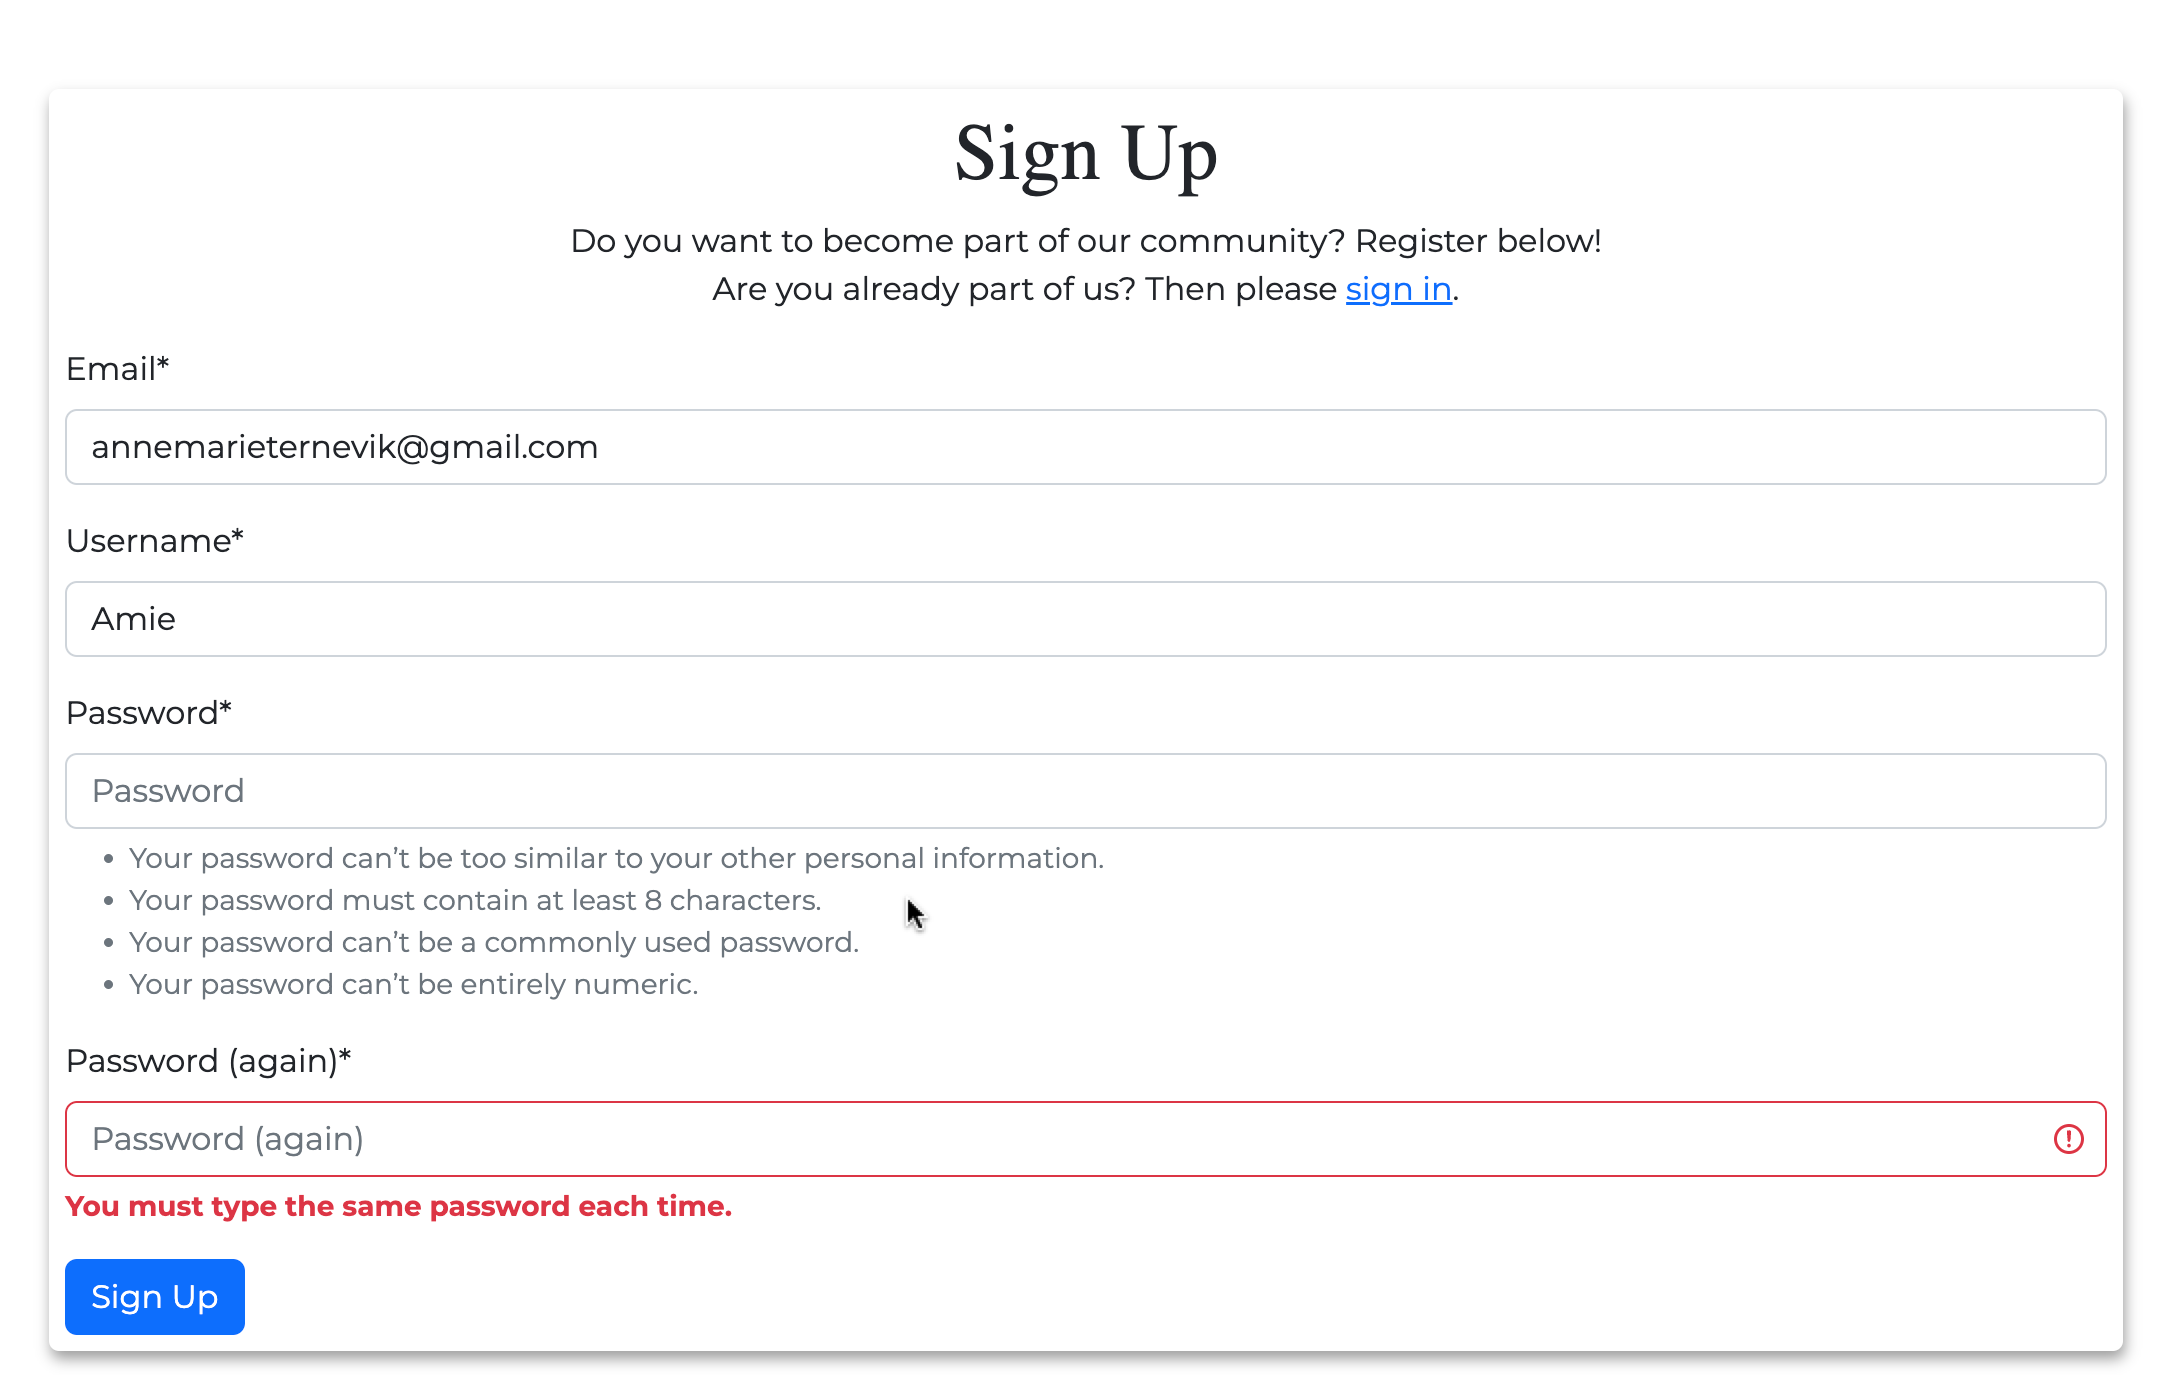 Sign Up
Do you want to become part of our community? Register below!
Are you already part of us? Then please sign in.
Email*
annemarieternevik@gmail.com
Username*
Amie
Password*
Password
• Your password can’t be too similar to your other personal information.
• Your password must contain at least 8 characters.
• Your password can’t be a commonly used password.
• Your password can’t be entirely numeric.
Password (again)*
Password (again)
You must type the same password each time.
Sign Up